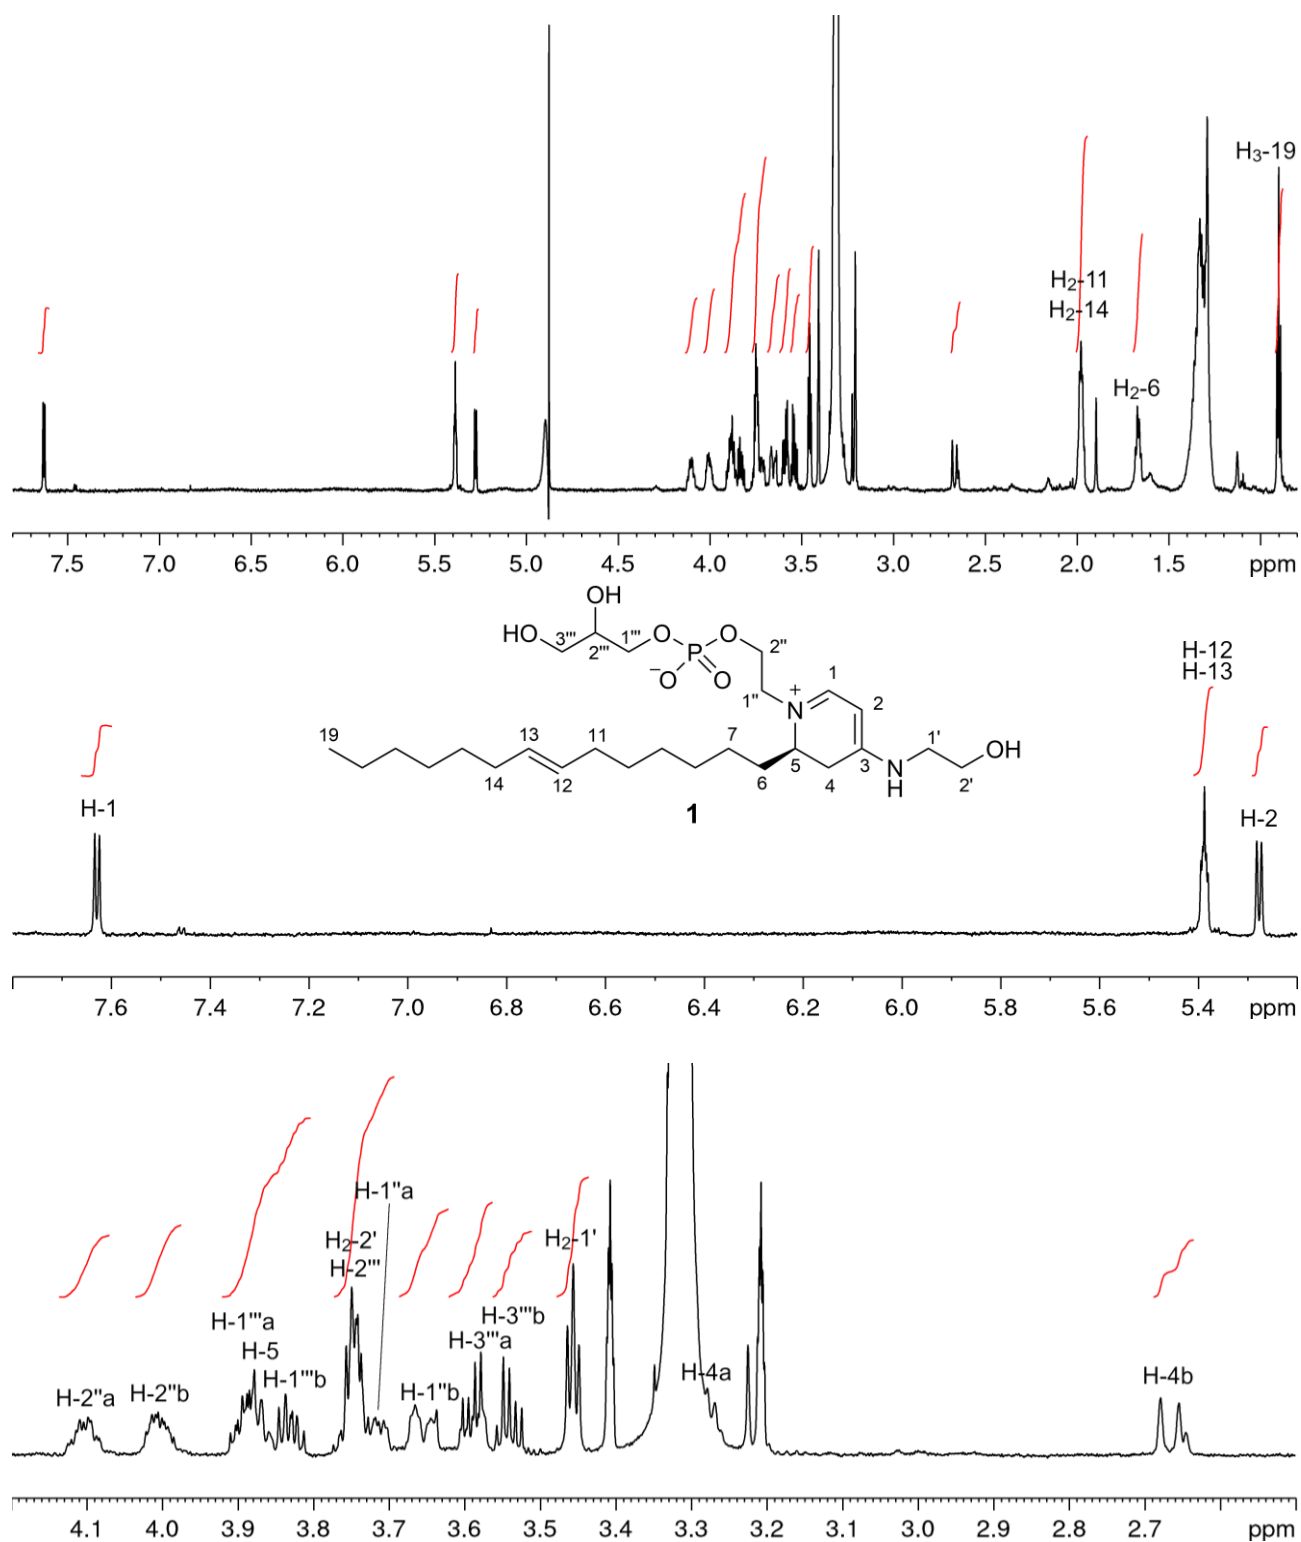 H₃-19
H₂-11
H₂-14
H₂-6
7.5 7.0 6.5 6.0 5.5 5.0 4.5 4.0 3.5 3.0 2.5 2.0 1.5 ppm
OH
HO 3''' 1''' O O 2''
2''' P
⁻O O 1'' + 1
N 2
19 13 11 7 1' OH
14 12 6 5 4 3 N 2'
H
1
H-1
H-12
H-13
H-2
7.6 7.4 7.2 7.0 6.8 6.6 6.4 6.2 6.0 5.8 5.6 5.4 ppm
H-1''a
H₂-2'
H-2'''
H₂-1'
H-1'''a
H-5
H-1'''b
H-3'''b
H-3'''a
H-2''a
H-2''b
H-1''b
H-4a
H-4b
4.1 4.0 3.9 3.8 3.7 3.6 3.5 3.4 3.3 3.2 3.1 3.0 2.9 2.8 2.7 ppm